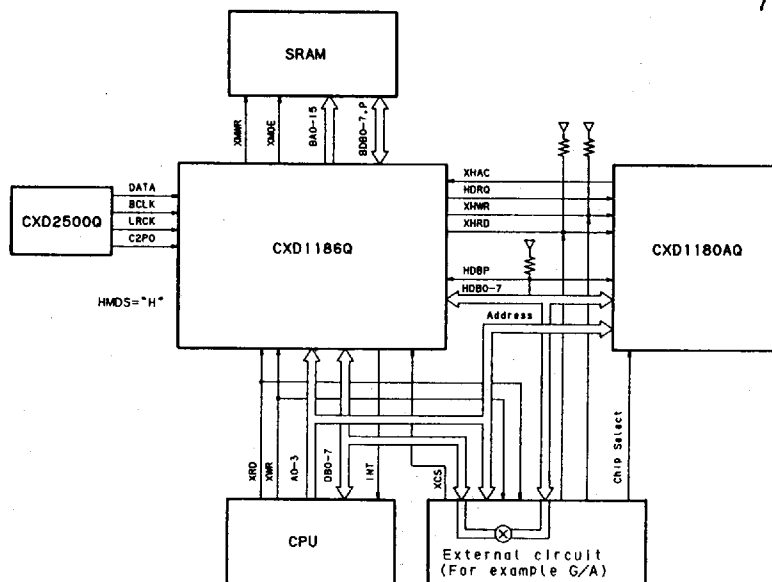 7
SRAM
XMWR
XMOE
BA0-15
BDB0-7,P
CXD2500Q
DATA
BCLK
LRCK
C2PO
CXD1186Q
HMDS="H"
XHAC
HDRQ
XHWR
XHRD
HDBP
HDB0-7
Address
CXD1180AQ
XRD
XWR
A0-3
DB0-7
INT
XCS
Chip Select
CPU
External circuit
(For example G/A)